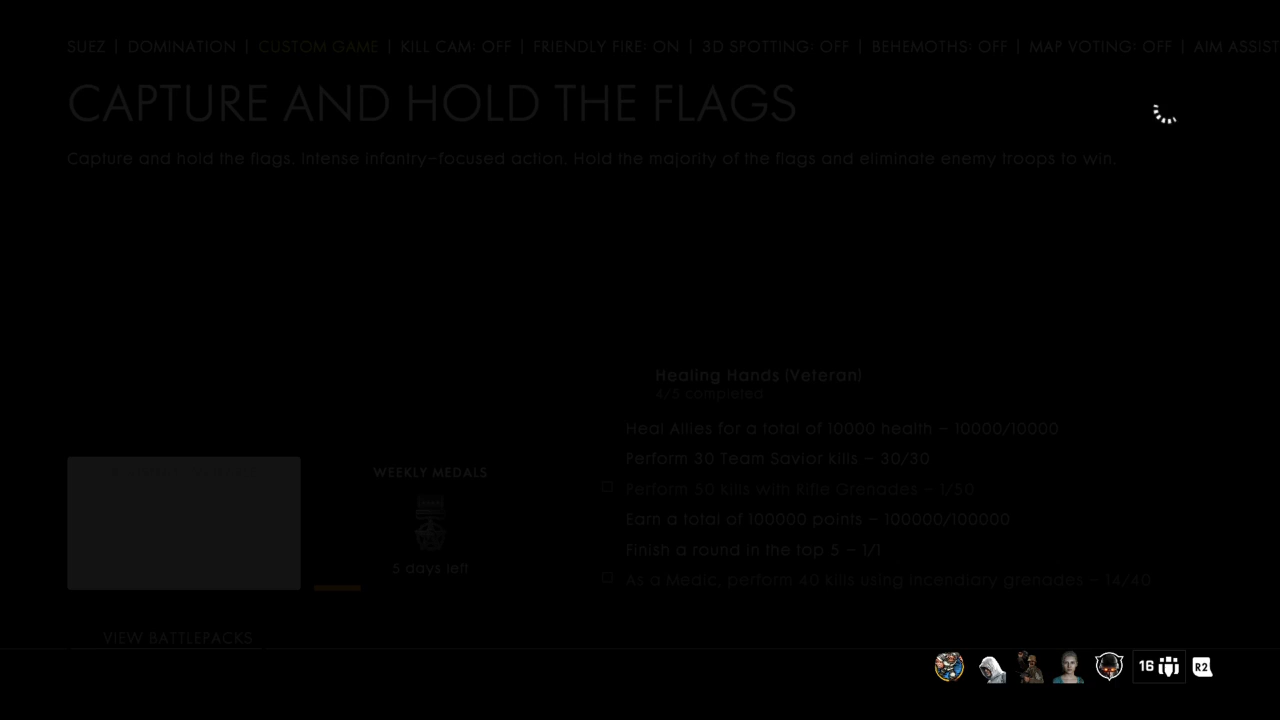 SUEZ | DOMINATION | CUSTOM GAME | KILL CAM: OFF | FRIENDLY FIRE: ON | 3D SPOTTING: OFF | BEHEMOTHS: OFF | MAP VOTING: OFF | AIM ASSIST
CAPTURE AND HOLD THE FLAGS
Capture and hold the flags. Intense infantry-focused action. Hold the majority of the flags and eliminate enemy troops to win.
Healing Hands (Veteran)
4/5 completed
Heal Allies for a total of 10000 health - 10000/10000
Perform 30 Team Savior kills - 30/30
Perform 50 kills with Rifle Grenades - 1/50
Earn a total of 100000 points - 100000/100000
Finish a round in the top 5 - 1/1
As a Medic, perform 40 kills using incendiary grenades - 14/40
WEEKLY MEDALS
5 days left
VIEW BATTLEPACKS
16 R2